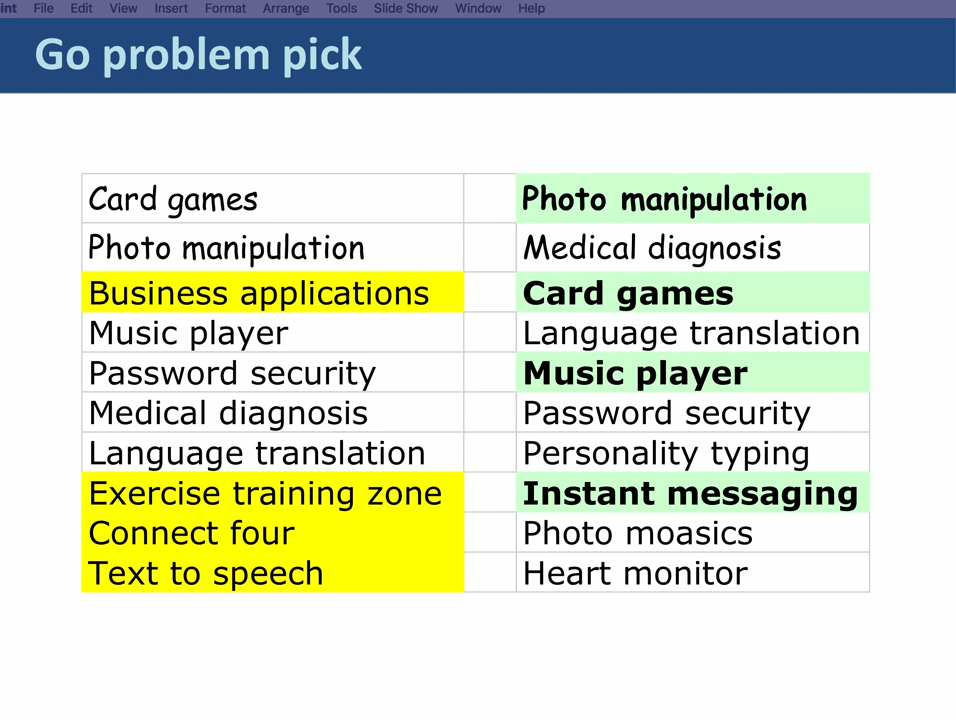 int File Edit View Insert Format Arrange Tools Slide Show Window Help
Go problem pick
Card games Photo manipulation
Photo manipulation Medical diagnosis
Business applications Card games
Music player Language translation
Password security Music player
Medical diagnosis Password security
Language translation Personality typing
Exercise training zone Instant messaging
Connect four Photo moasics
Text to speech Heart monitor